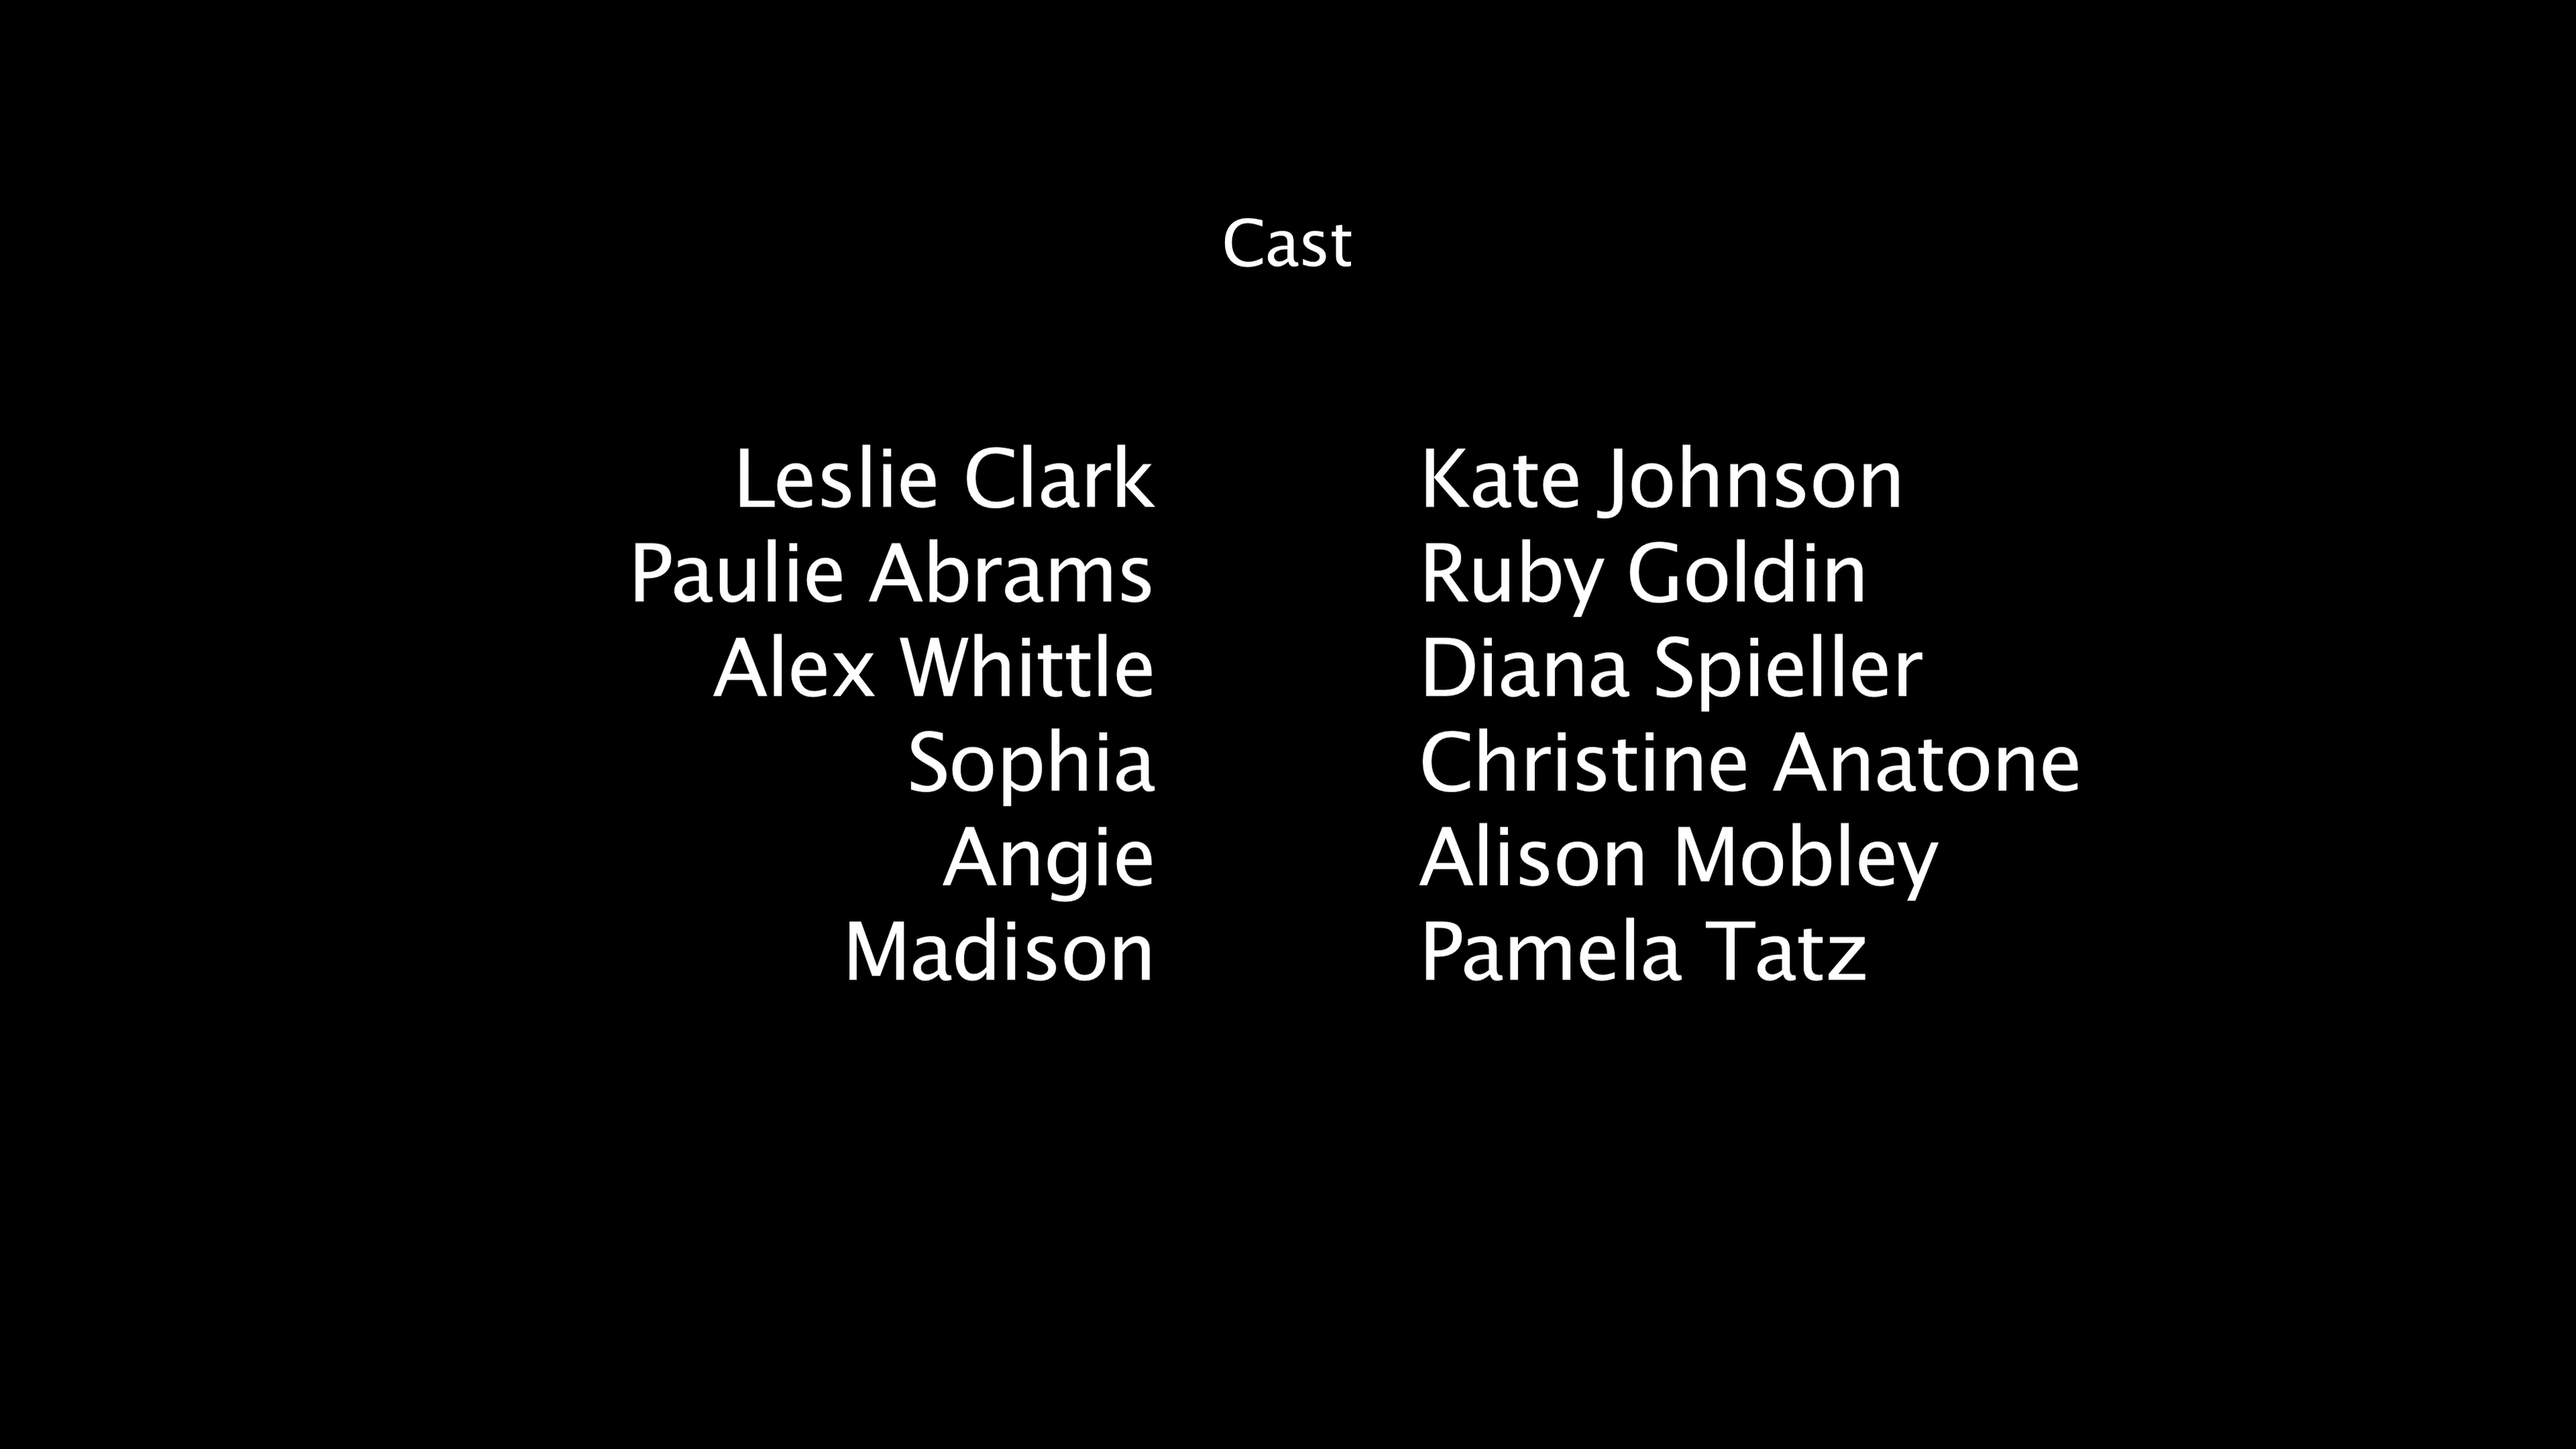 Cast
Leslie Clark Kate Johnson
Paulie Abrams Ruby Goldin
Alex Whittle Diana Spieller
Sophia Christine Anatone
Angie Alison Mobley
Madison Pamela Tatz